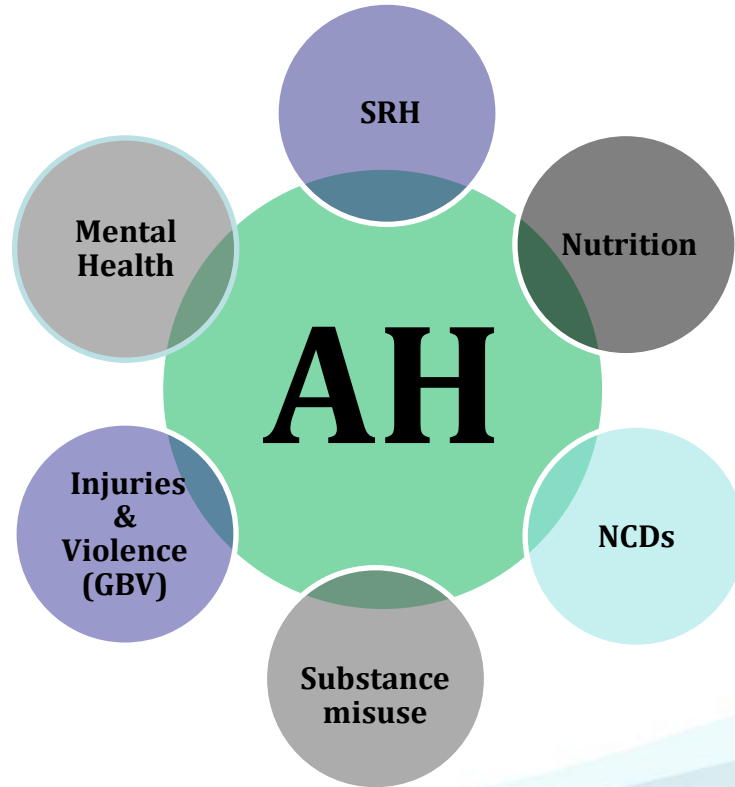 SRH
Mental
Health
Nutrition
AH
Injuries
&
Violence
(GBV)
NCDs
Substance
misuse